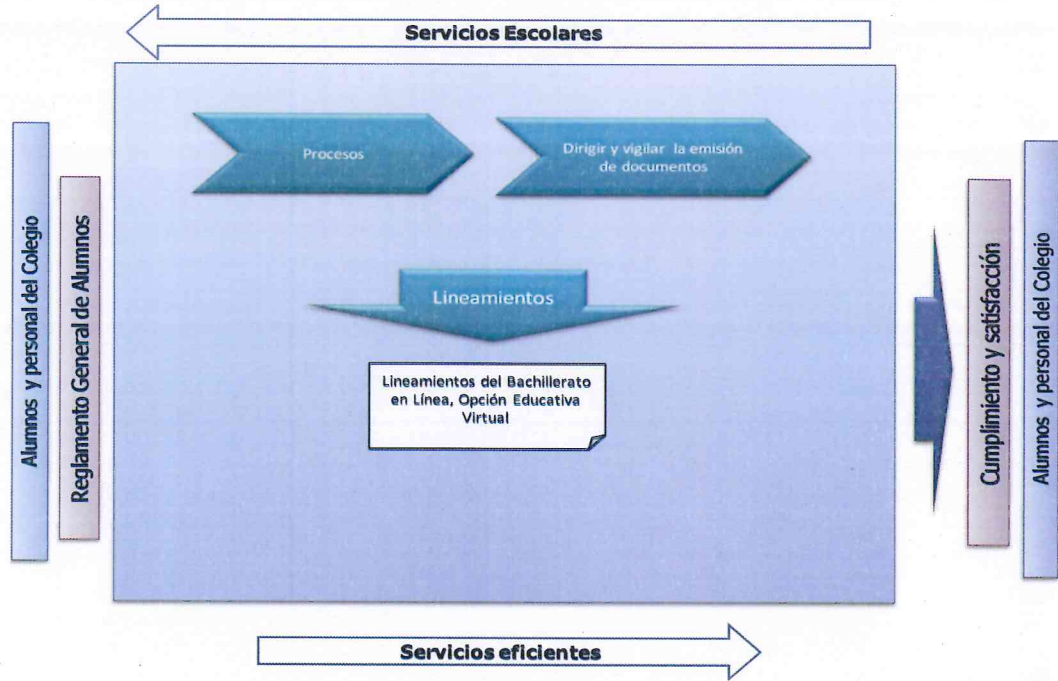 Servicios Escolares
Alumnos y personal del Colegio
Reglamento General de Alumnos
Procesos
Dirigir y vigilar la emisión
de documentos
Lineamientos
Lineamientos del Bachillerato
en Línea, Opción Educativa
Virtual
Cumplimiento y satisfacción
Alumnos y personal del Colegio
Servicios eficientes